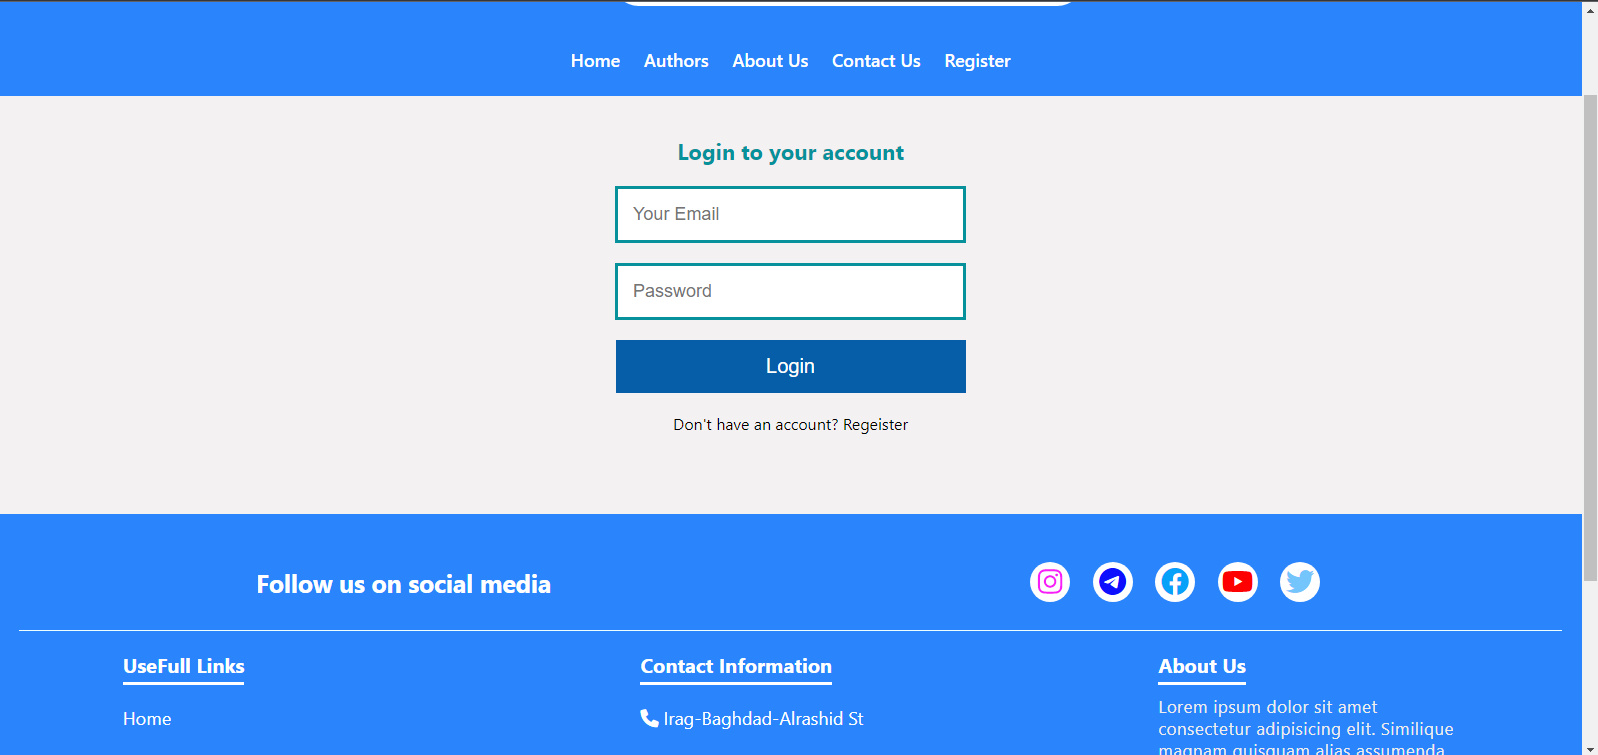 Home Authors About Us Contact Us Register
Login to your account
Your Email
Password
Login
Don't have an account? Regeister
Follow us on social media
UseFull Links
Home
Contact Information
Irag-Baghdad-Alrashid St
About Us
Lorem ipsum dolor sit amet
consectetur adipisicing elit. Similique
magnam quisquam alias assumenda